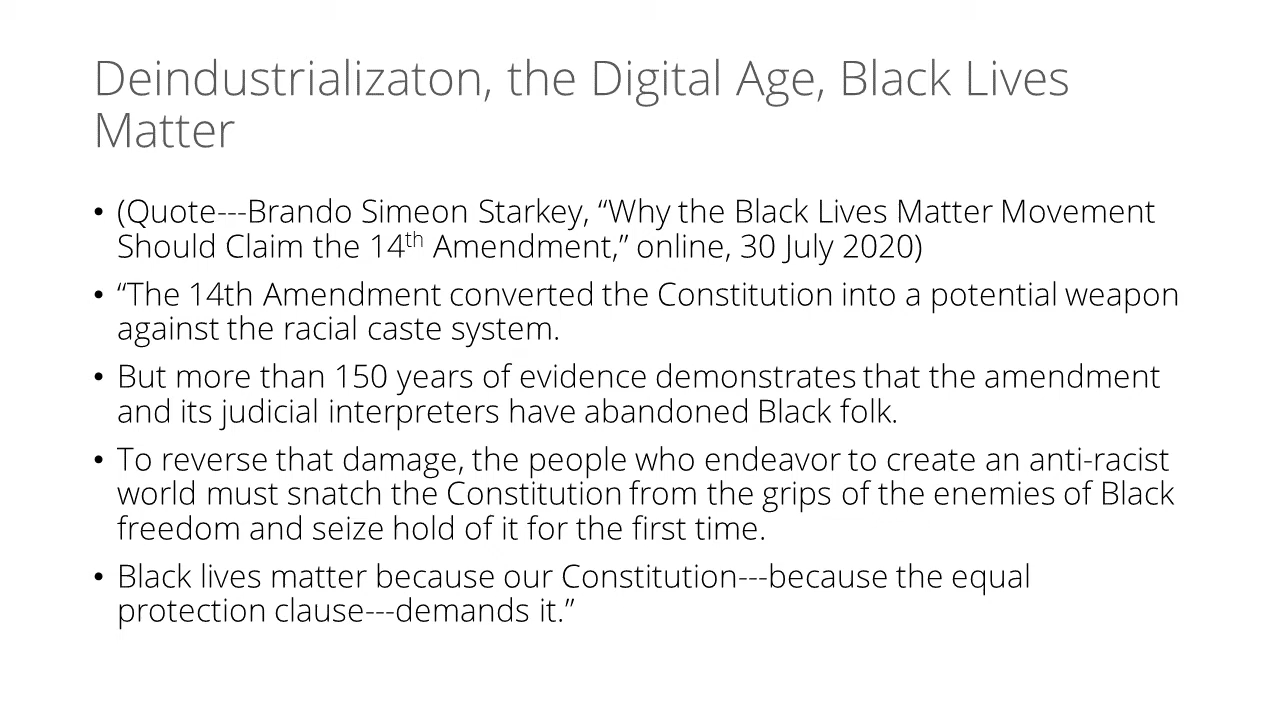 Deindustrializaton, the Digital Age, Black Lives
Matter
• (Quote---Brando Simeon Starkey, “Why the Black Lives Matter Movement
Should Claim the 14th Amendment,” online, 30 July 2020)
• “The 14th Amendment converted the Constitution into a potential weapon
against the racial caste system.
• But more than 150 years of evidence demonstrates that the amendment
and its judicial interpreters have abandoned Black folk.
• To reverse that damage, the people who endeavor to create an anti-racist
world must snatch the Constitution from the grips of the enemies of Black
freedom and seize hold of it for the first time.
• Black lives matter because our Constitution---because the equal
protection clause---demands it.”